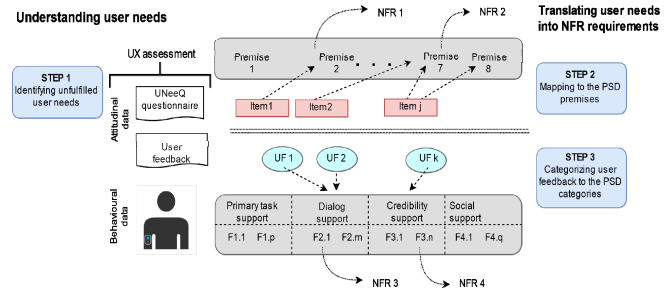 Understanding user needs
NFR 1
NFR 2
Translating user needs
into NFR requirements
UX assessment
STEP 1
Identifying unfulfilled
user needs
Attitudinal
data
UNeeQ
questionnaire
User
feedback
Behavioural
data
Premise
1
Premise
2
. . .
Premise
7
Premise
8
Item1
Item2
Item j
STEP 2
Mapping to the PSD
premises
UF 1
UF 2
UF k
STEP 3
Categorizing user
feedback to the PSD
categories
Primary task
support
Dialog
support
Credibility
support
Social
support
F1.1 F1.p
F2.1 F2.m
F3.1 F3.n
F4.1 F4.q
NFR 3
NFR 4